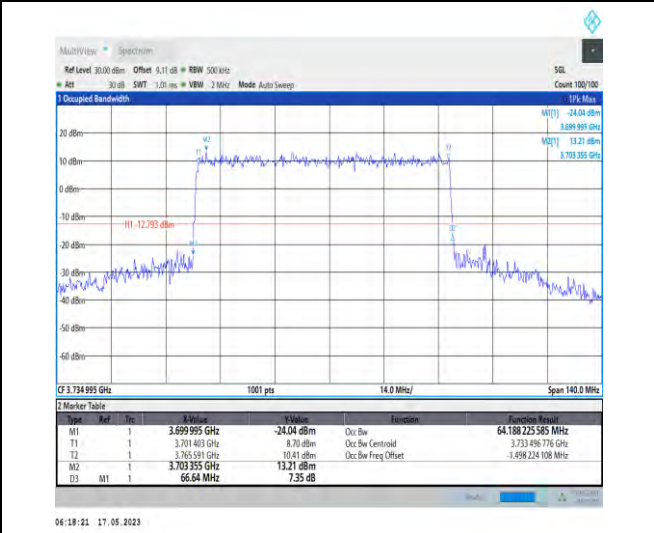 MultiView Spectrum
Ref Level 30.00 dBm Offset 9.11 dB RBW 500 kHz SGL
Att 30 dB SWT 1.01 ms VBW 2 MHz Mode Auto Sweep Count 100/100
1 Occupied Bandwidth 1Pk Max
M1[1] -24.04 dBm
3.699 995 GHz
M2[1] 13.21 dBm
3.703 355 GHz
20 dBm
M2
T1 T2
10 dBm
0 dBm
-10 dBm
H1 -12.793 dBm
D3
-20 dBm
M1
-30 dBm
-40 dBm
-50 dBm
-60 dBm
CF 3.734 995 GHz 1001 pts 14.0 MHz/ Span 140.0 MHz
2 Marker Table
Type Ref Trc X-Value Y-Value Function Function Result
M1 1 3.699 995 GHz -24.04 dBm Occ Bw 64.188 225 585 MHz
T1 1 3.701 403 GHz 8.70 dBm Occ Bw Centroid 3.733 496 776 GHz
T2 1 3.765 591 GHz 10.41 dBm Occ Bw Freq Offset -1.498 224 108 MHz
M2 1 3.703 355 GHz 13.21 dBm
D3 M1 1 66.64 MHz 7.35 dB
06:18:21 17.05.2023